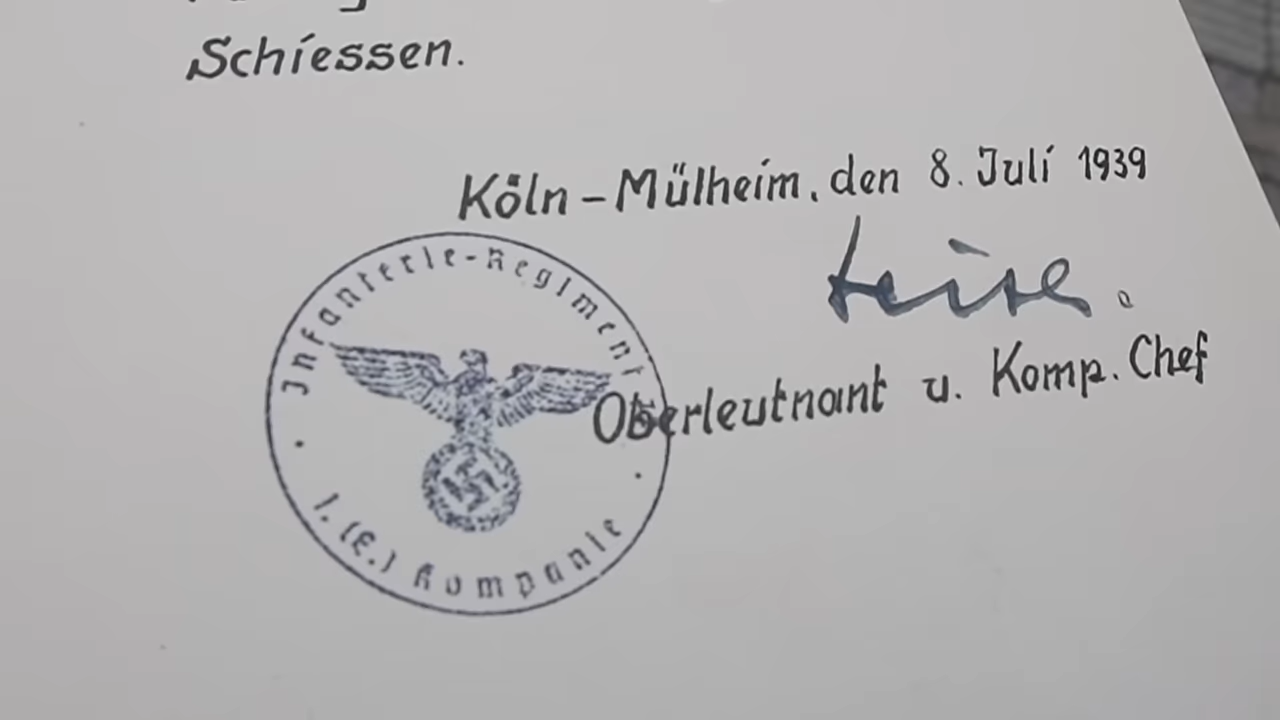 Schiessen.
Köln-Mülheim, den 8. Juli 1939
Oberleutnant u. Komp. Chef
Infanterie-Regiment
1. (E.) Kompanie